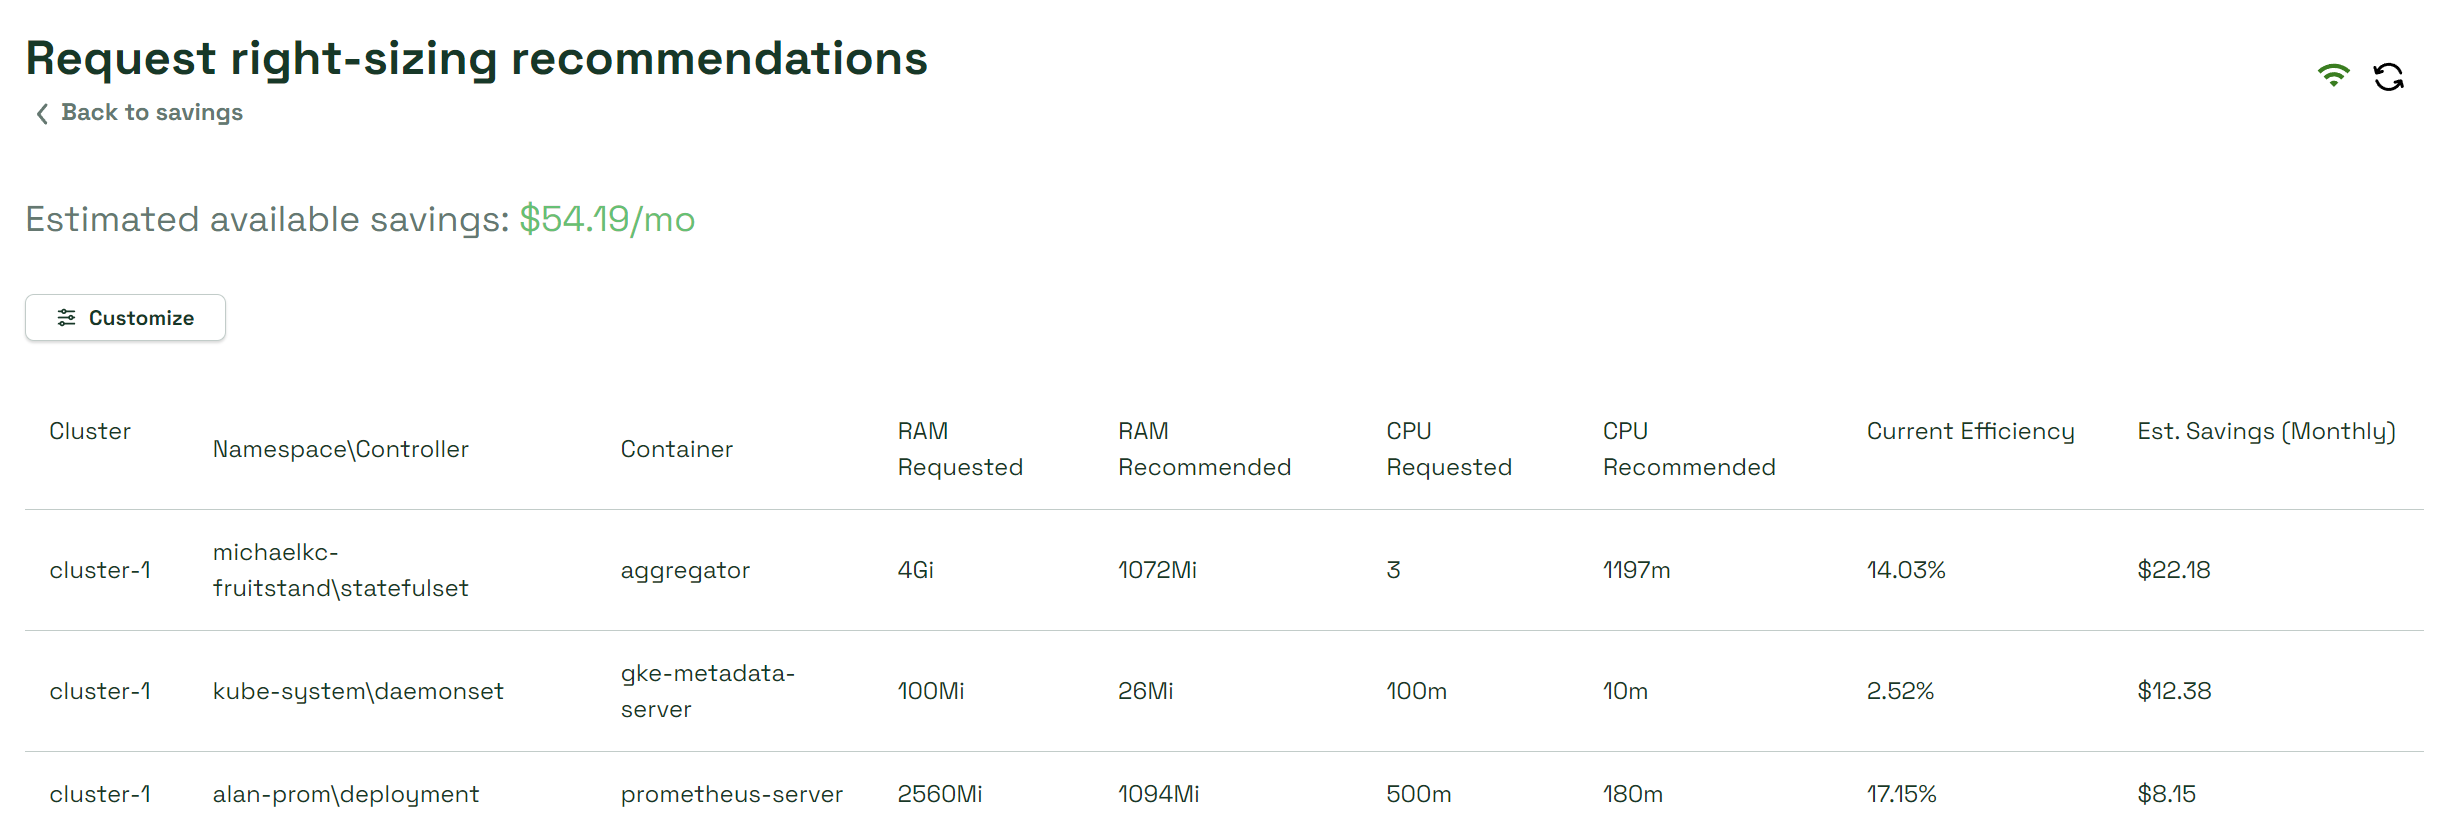 Request right-sizing recommendations
Back to savings
Estimated available savings: $54.19/mo
Customize
Cluster Namespace\Controller Container RAM Requested RAM Recommended CPU Requested CPU Recommended Current Efficiency Est. Savings (Monthly)
cluster-1 michaelkc-fruitstand\statefulset aggregator 4Gi 1072Mi 3 1197m 14.03% $22.18
cluster-1 kube-system\daemonset gke-metadata-server 100Mi 26Mi 100m 10m 2.52% $12.38
cluster-1 alan-prom\deployment prometheus-server 2560Mi 1094Mi 500m 180m 17.15% $8.15